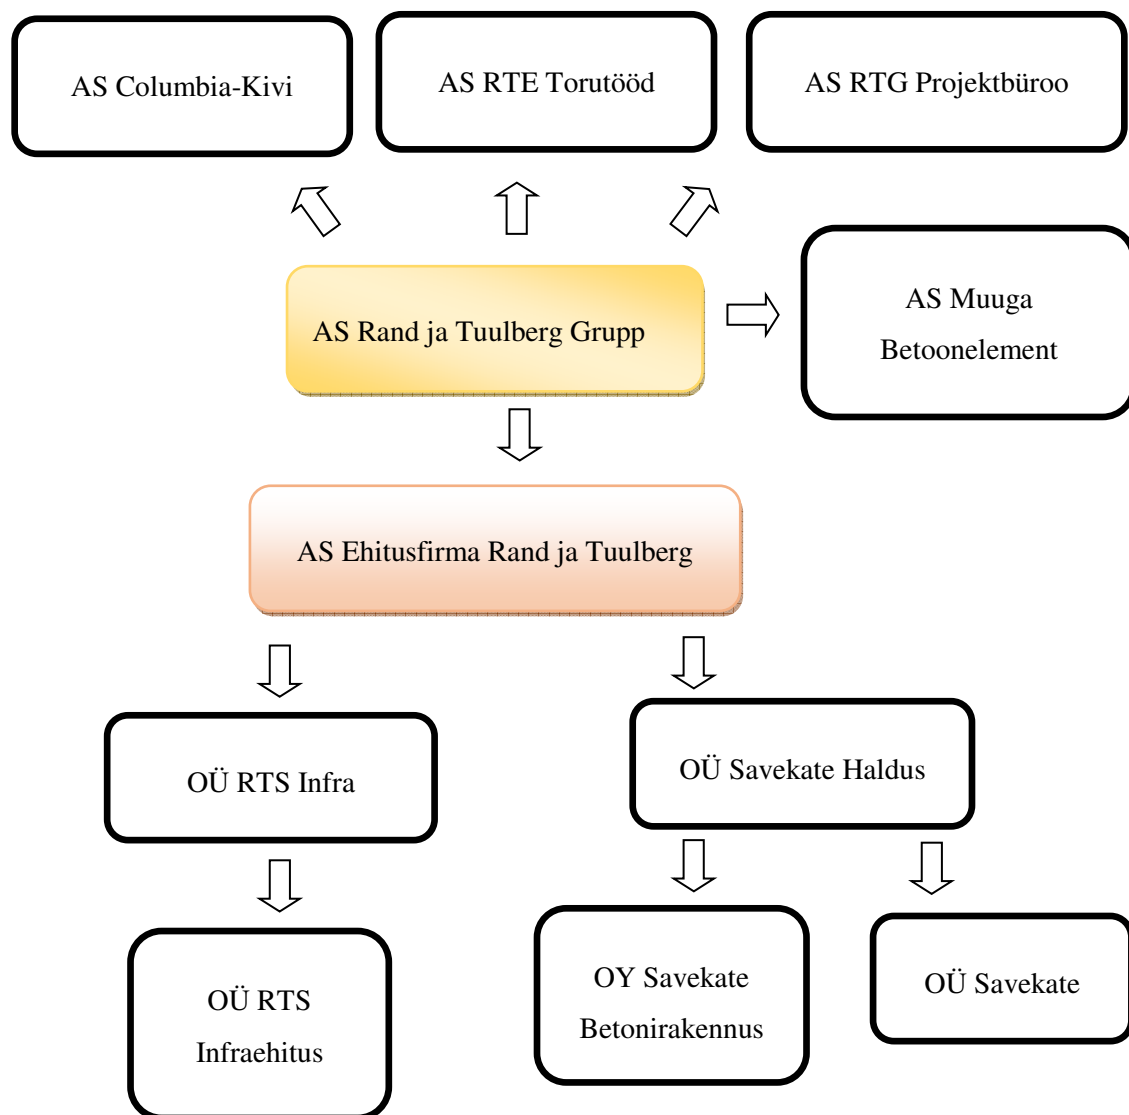 AS Columbia-Kivi
AS RTE Torutööd
AS RTG Projektbüroo
AS Muuga
Betoonelement
AS Rand ja Tuulberg Grupp
AS Ehitusfirma Rand ja Tuulberg
OÜ RTS Infra
OÜ Savekate Haldus
OÜ RTS
Infraehitus
OY Savekate
Betonirakennus
OÜ Savekate